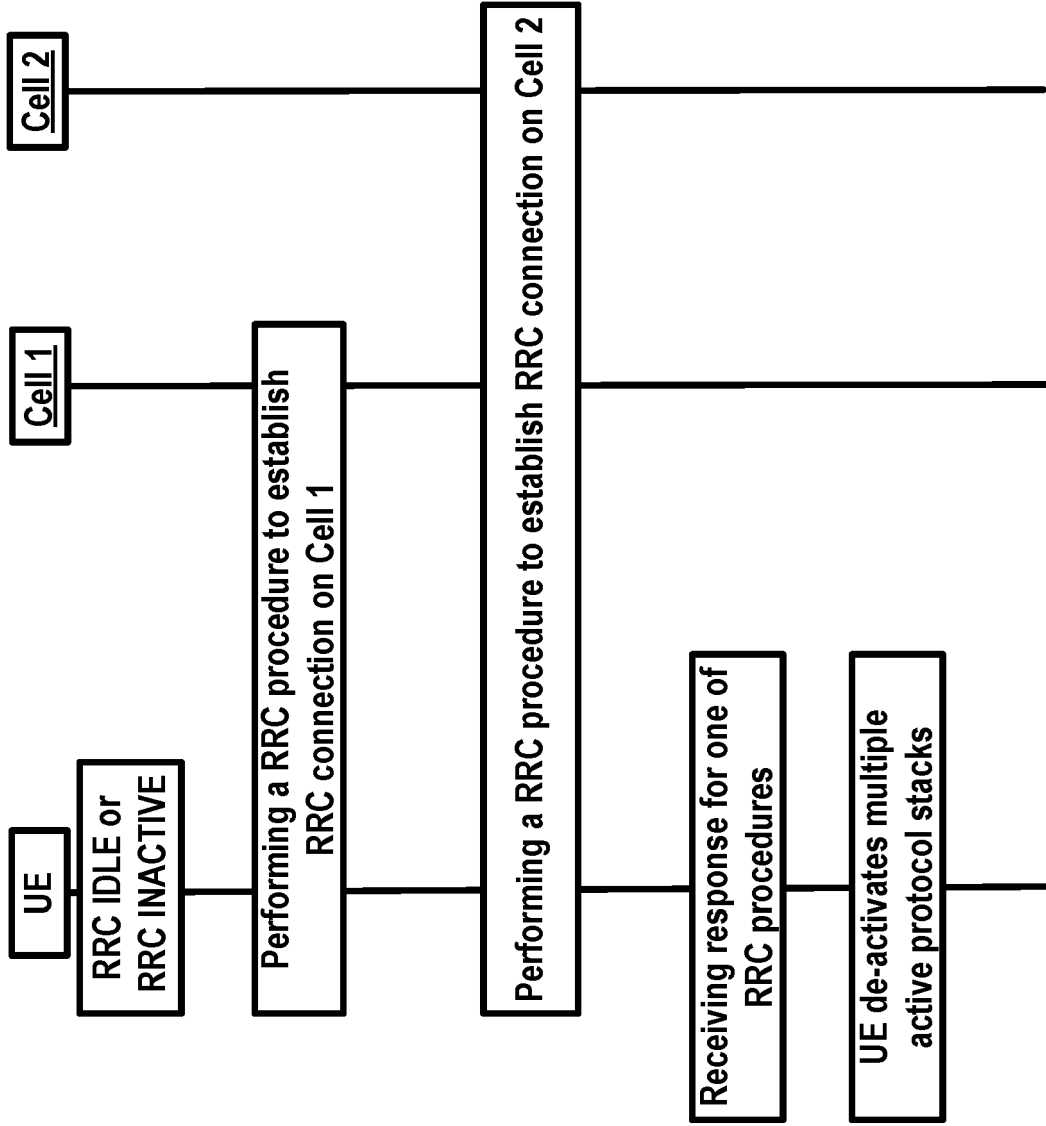 UE
Cell 1
Cell 2
RRC IDLE or
RRC INACTIVE
Performing a RRC procedure to establish
RRC connection on Cell 1
Performing a RRC procedure to establish RRC connection on Cell 2
Receiving response for one of
RRC procedures
UE de-activates multiple
active protocol stacks